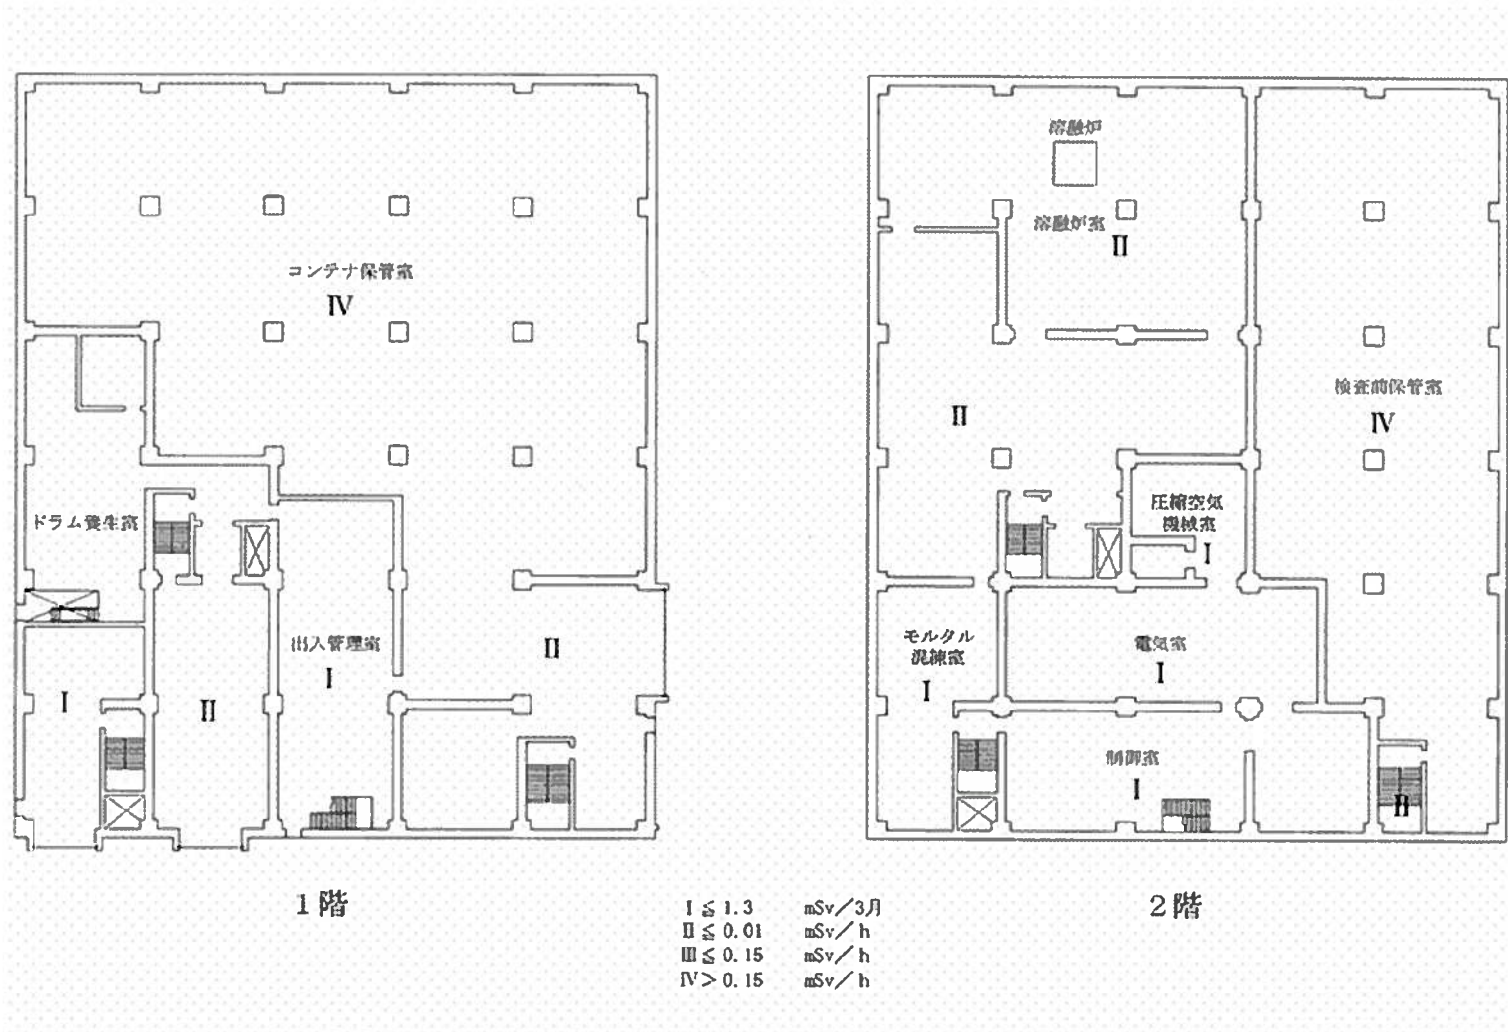 コンテナ保管室
Ⅳ
ドラム養生室
出入管理室
Ⅰ
Ⅱ
Ⅰ
Ⅱ
1階
溶融炉
溶融炉室
Ⅱ
検査前保管室
Ⅳ
Ⅱ
圧縮空気
機械室
Ⅰ
モルタル
混練室
Ⅰ
電気室
Ⅰ
制御室
Ⅰ
Ⅱ
2階
Ⅰ≦1.3 mSv/3月
Ⅱ≦0.01 mSv/h
Ⅲ≦0.15 mSv/h
Ⅳ>0.15 mSv/h